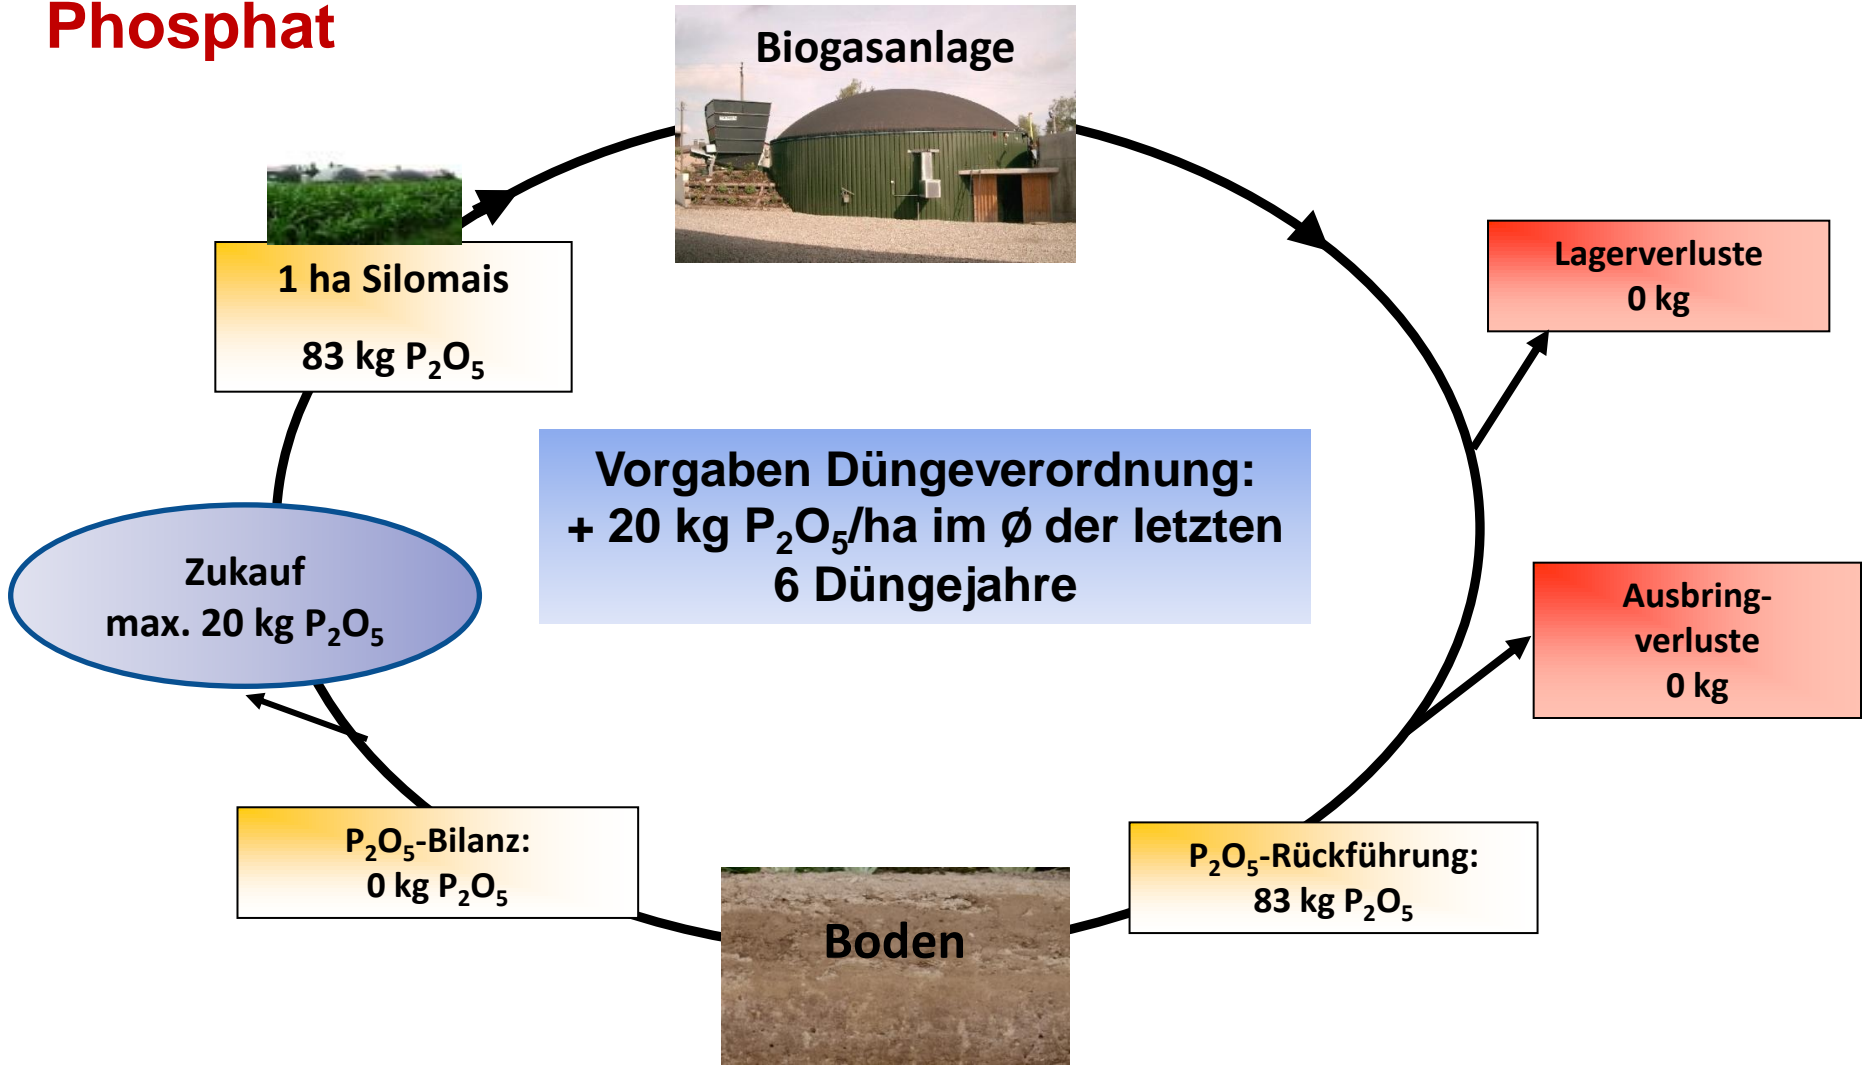 Phosphat
Biogasanlage
1 ha Silomais
83 kg P₂O₅
Lagerverluste
0 kg
Vorgaben Düngeverordnung:
+ 20 kg P₂O₅/ha im Ø der letzten
6 Düngejahre
Zukauf
max. 20 kg P₂O₅
Ausbring-
verluste
0 kg
P₂O₅-Bilanz:
0 kg P₂O₅
P₂O₅-Rückführung:
83 kg P₂O₅
Boden